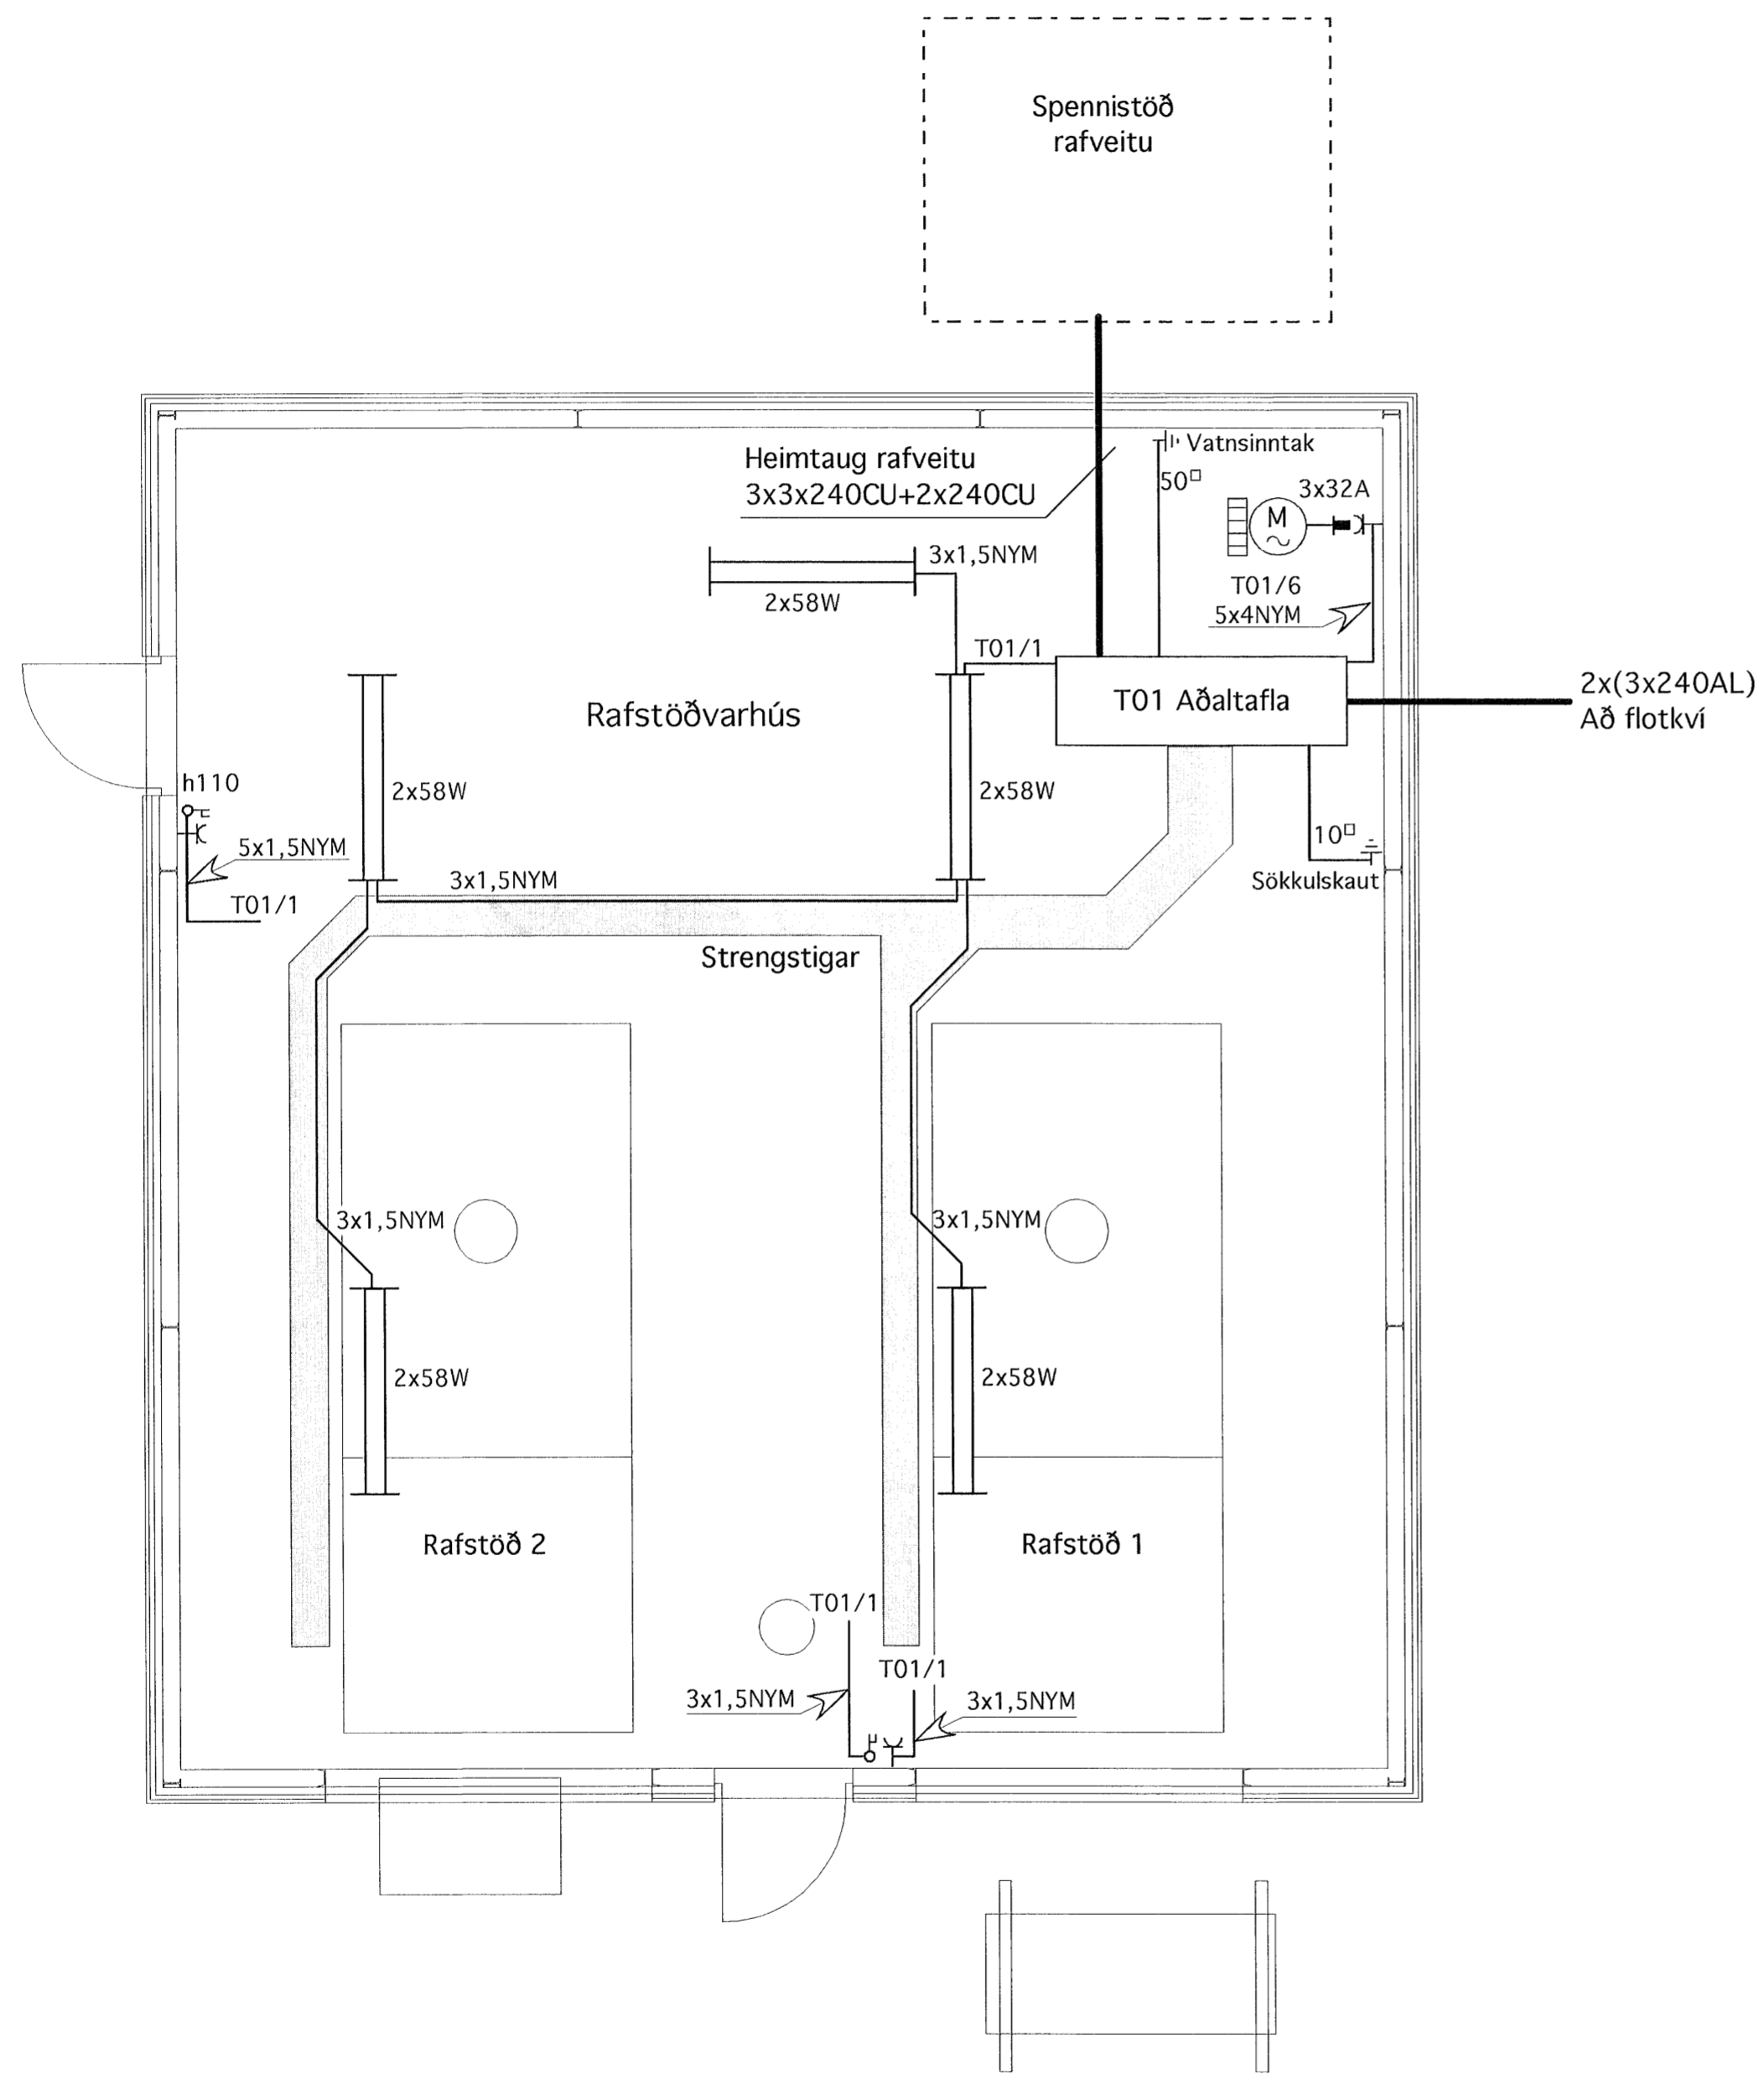 Spennistöð
rafveitu
Heimtaug rafveitu
3x3x240CU+2x240CU
Vatnsinntak
50□
3x32A
M
T01/6
5x4NYM
3x1,5NYM
2x58W
T01/1
T01 Aðaltafla
2x(3x240AL)
Að flotkví
Rafstöðvarhús
h110
2x58W
2x58W
5x1,5NYM
T01/1
3x1,5NYM
10□
Sökkulskaut
Strengstigar
3x1,5NYM
3x1,5NYM
2x58W
2x58W
Rafstöð 2
Rafstöð 1
T01/1
T01/1
3x1,5NYM
3x1,5NYM